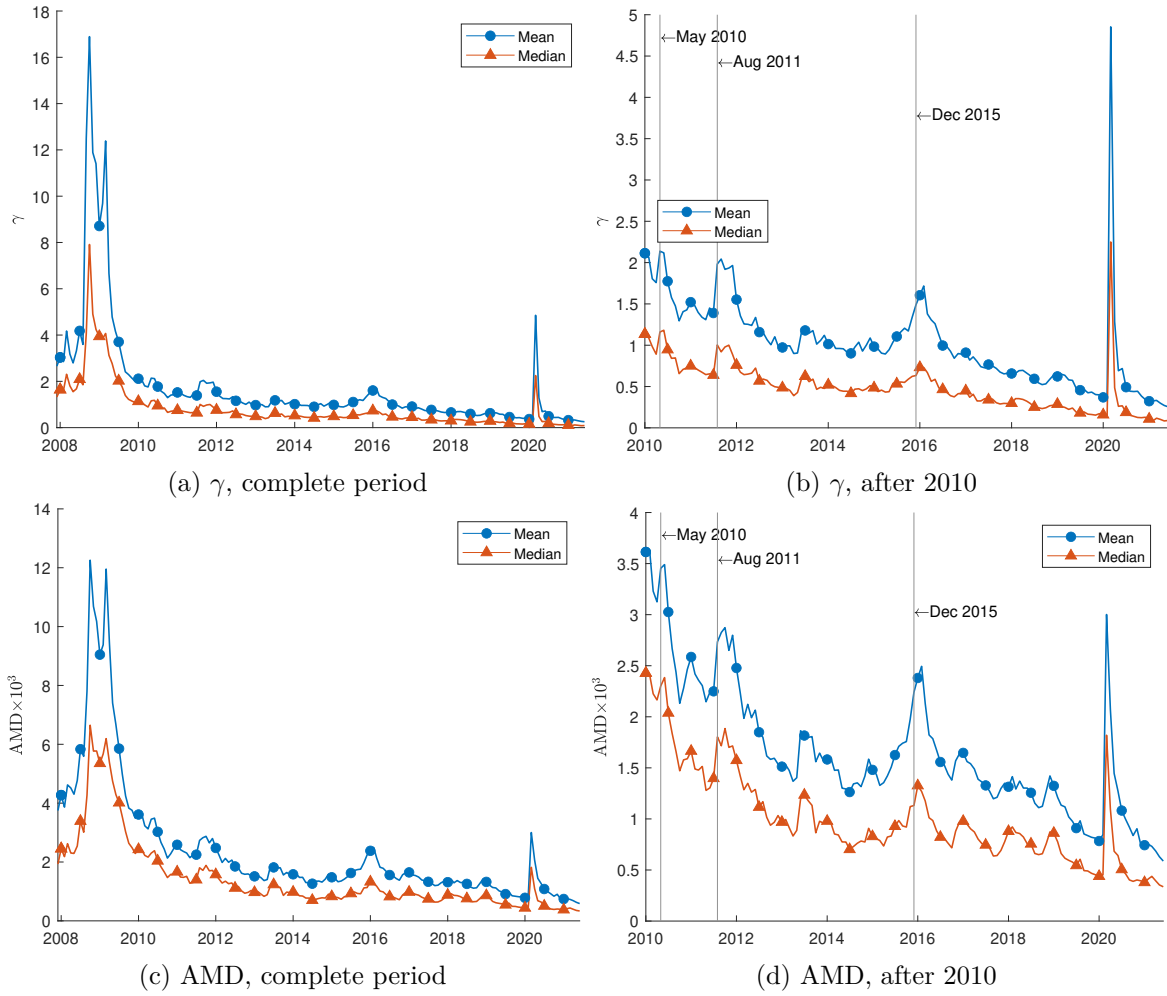 18
16
14
12
10
8
6
4
2
0
γ
2008 2010 2012 2014 2016 2018 2020
Mean
Median
(a) γ, complete period
5
4.5
4
3.5
3
2.5
2
1.5
1
0.5
0
γ
2010 2012 2014 2016 2018 2020
←May 2010
←Aug 2011
←Dec 2015
Mean
Median
(b) γ, after 2010
14
12
10
8
6
4
2
0
AMD×10³
2008 2010 2012 2014 2016 2018 2020
Mean
Median
(c) AMD, complete period
4
3.5
3
2.5
2
1.5
1
0.5
0
AMD×10³
2010 2012 2014 2016 2018 2020
←May 2010
←Aug 2011
←Dec 2015
Mean
Median
(d) AMD, after 2010